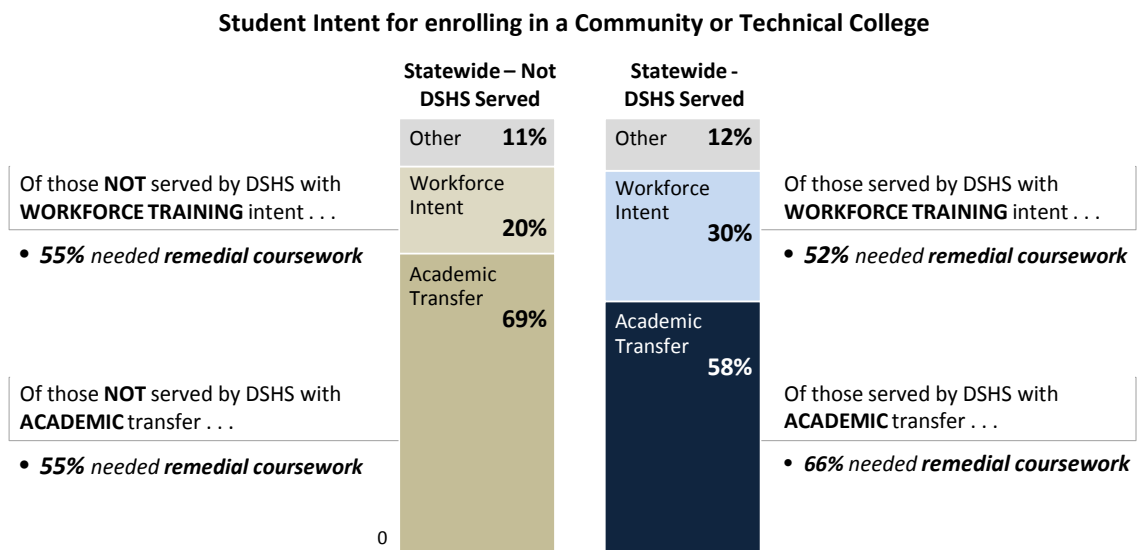 Student Intent for enrolling in a Community or Technical College
Statewide – Not
DSHS Served
Statewide -
DSHS Served
Other 11%
Other 12%
Of those NOT served by DSHS with
WORKFORCE TRAINING intent . . .
• 55% needed remedial coursework
Workforce
Intent
20%
Workforce
Intent
30%
Of those served by DSHS with
WORKFORCE TRAINING intent . . .
• 52% needed remedial coursework
Academic
Transfer
69%
Academic
Transfer
58%
Of those NOT served by DSHS with
ACADEMIC transfer . . .
• 55% needed remedial coursework
Of those served by DSHS with
ACADEMIC transfer . . .
• 66% needed remedial coursework
0